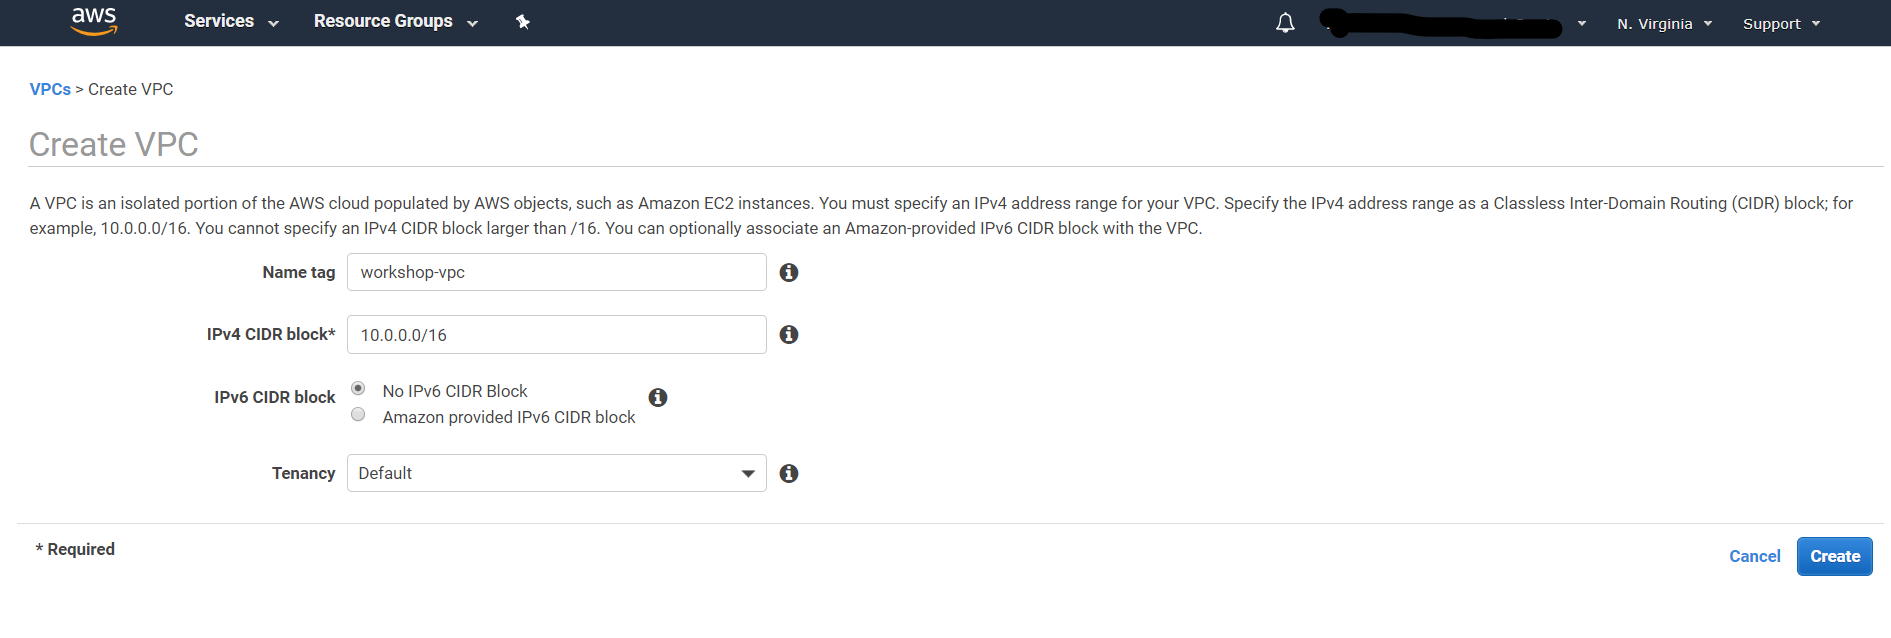 aws Services Resource Groups N. Virginia Support
VPCs > Create VPC
Create VPC
A VPC is an isolated portion of the AWS cloud populated by AWS objects, such as Amazon EC2 instances. You must specify an IPv4 address range for your VPC. Specify the IPv4 address range as a Classless Inter-Domain Routing (CIDR) block; for
example, 10.0.0.0/16. You cannot specify an IPv4 CIDR block larger than /16. You can optionally associate an Amazon-provided IPv6 CIDR block with the VPC.
Name tag workshop-vpc
IPv4 CIDR block* 10.0.0.0/16
IPv6 CIDR block No IPv6 CIDR Block
Amazon provided IPv6 CIDR block
Tenancy Default
* Required
Cancel Create